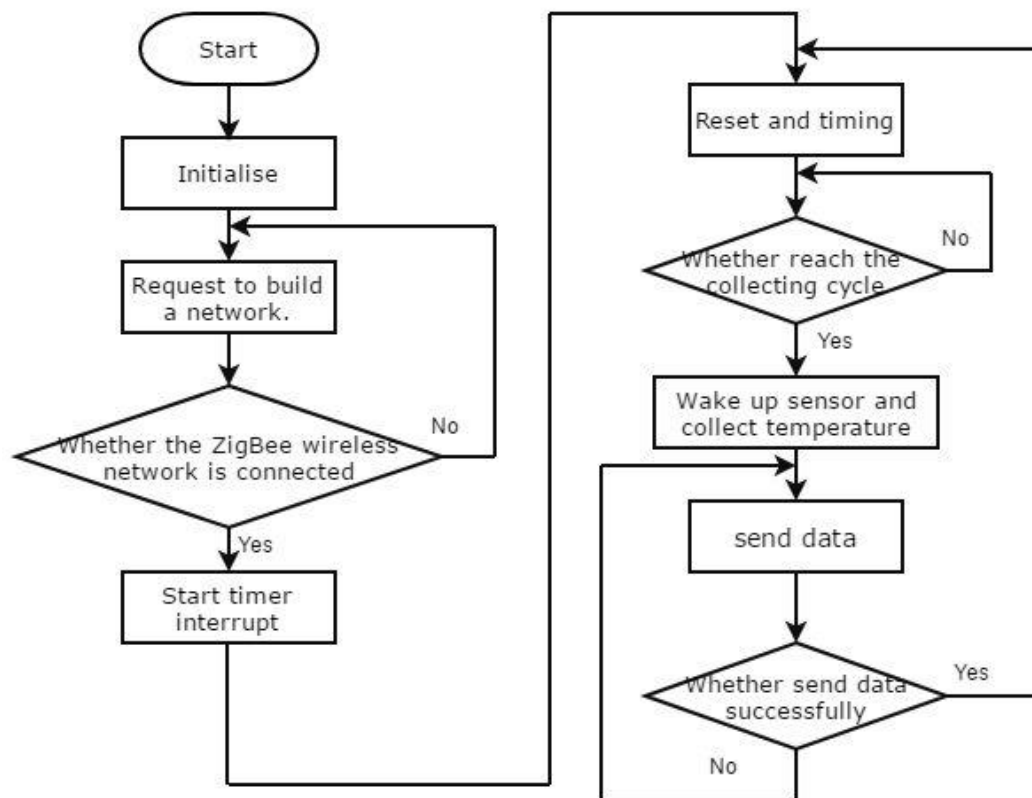 Start
Initialise
Request to build
a network.
Whether the ZigBee wireless
network is connected
No
Yes
Start timer
interrupt
Reset and timing
Whether reach the
collecting cycle
No
Yes
Wake up sensor and
collect temperature
send data
Whether send data
successfully
Yes
No